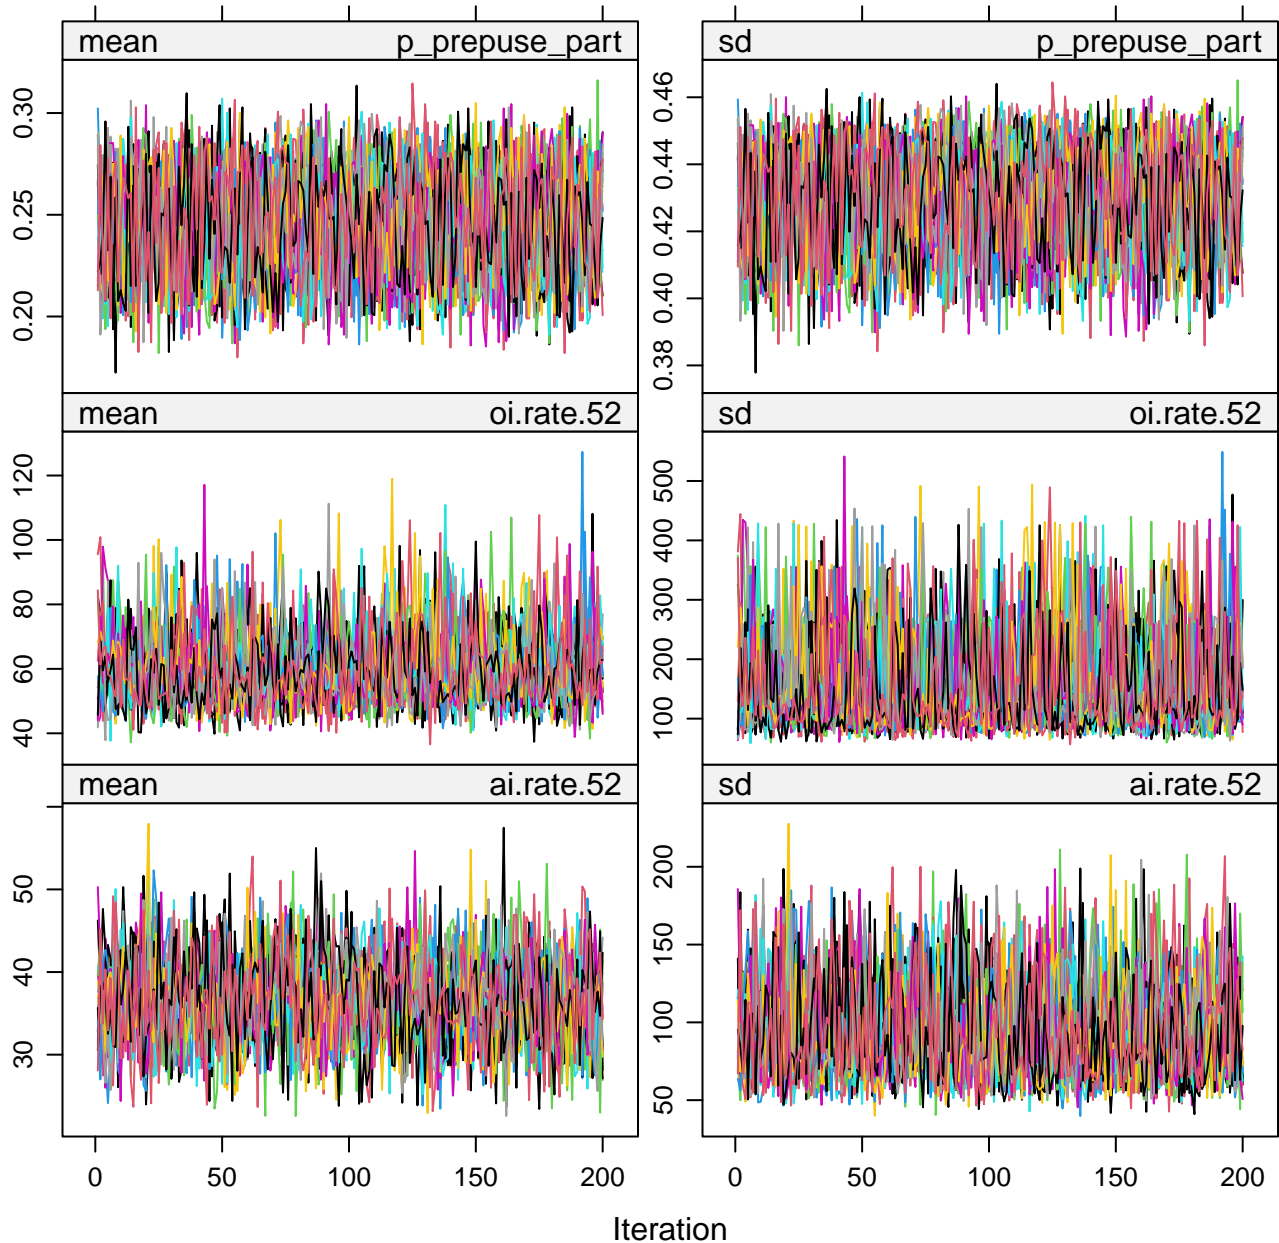 mean p_prepuse_part sd p_prepuse_part
0.20 0.25 0.30
0.38 0.40 0.42 0.44 0.46
mean oi.rate.52 sd oi.rate.52
40 60 80 100 120
100 200 300 400 500
mean ai.rate.52 sd ai.rate.52
30 40 50
50 100 150 200
0 50 100 150 200 0 50 100 150 200
Iteration